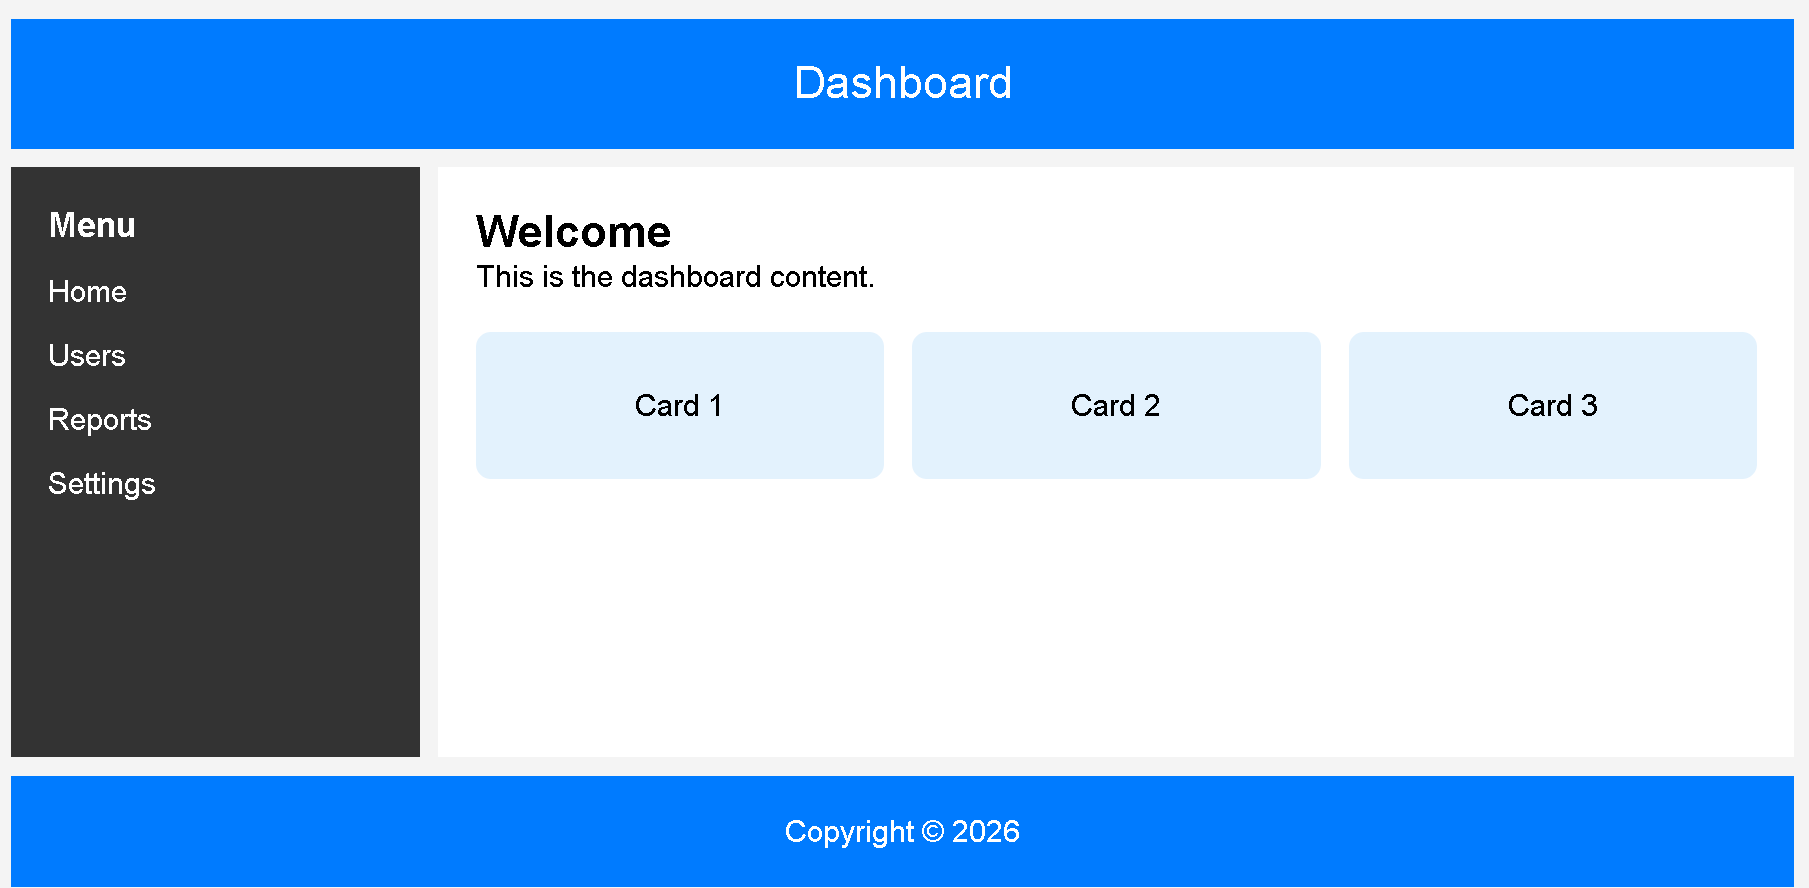 Dashboard
Menu
Home
Users
Reports
Settings
Welcome
This is the dashboard content.
Card 1
Card 2
Card 3
Copyright © 2026